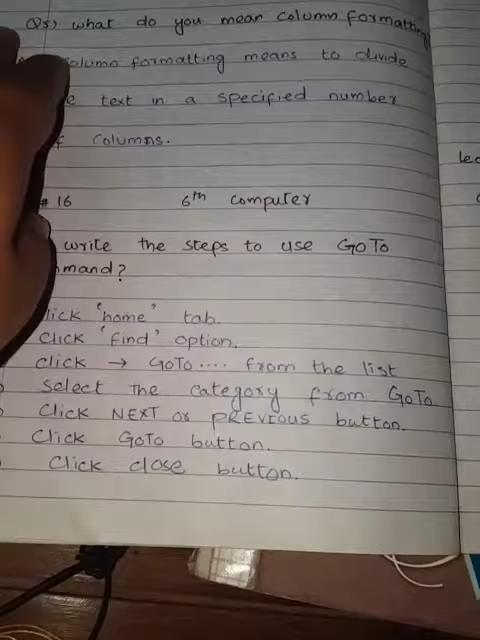 Q5) what do you mean column formatting
column formatting means to divide
text in a specified number
columns.
# 16 6th computer
write the steps to use GOTO
mand?
lick 'home' tab.
Click 'find' option.
click → GOTO .... from the list
Select the category from GOTO
Click NEXT or PREVIOUS button.
Click GOTO button.
Click close button.